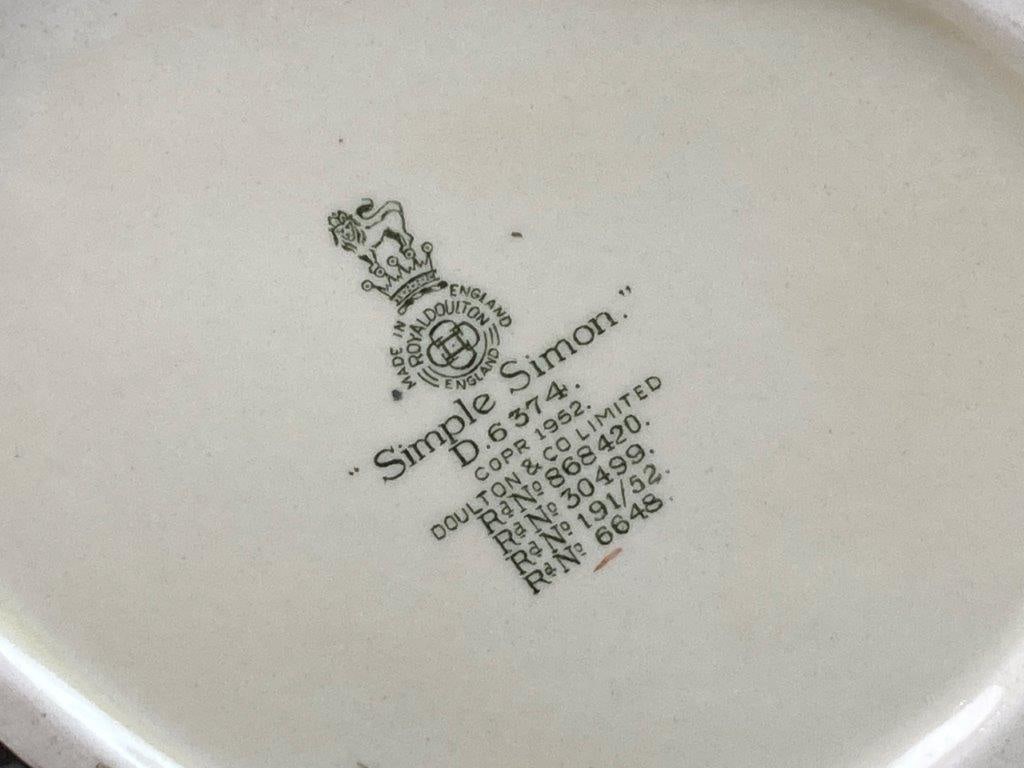 MADE IN ENGLAND
ROYAL DOULTON
ENGLAND
"Simple Simon."
D.6374.
COPR 1952.
DOULTON & CO LIMITED
Rd No 868420.
Rd No 30499.
Rd No 191/52.
Rd No 6648